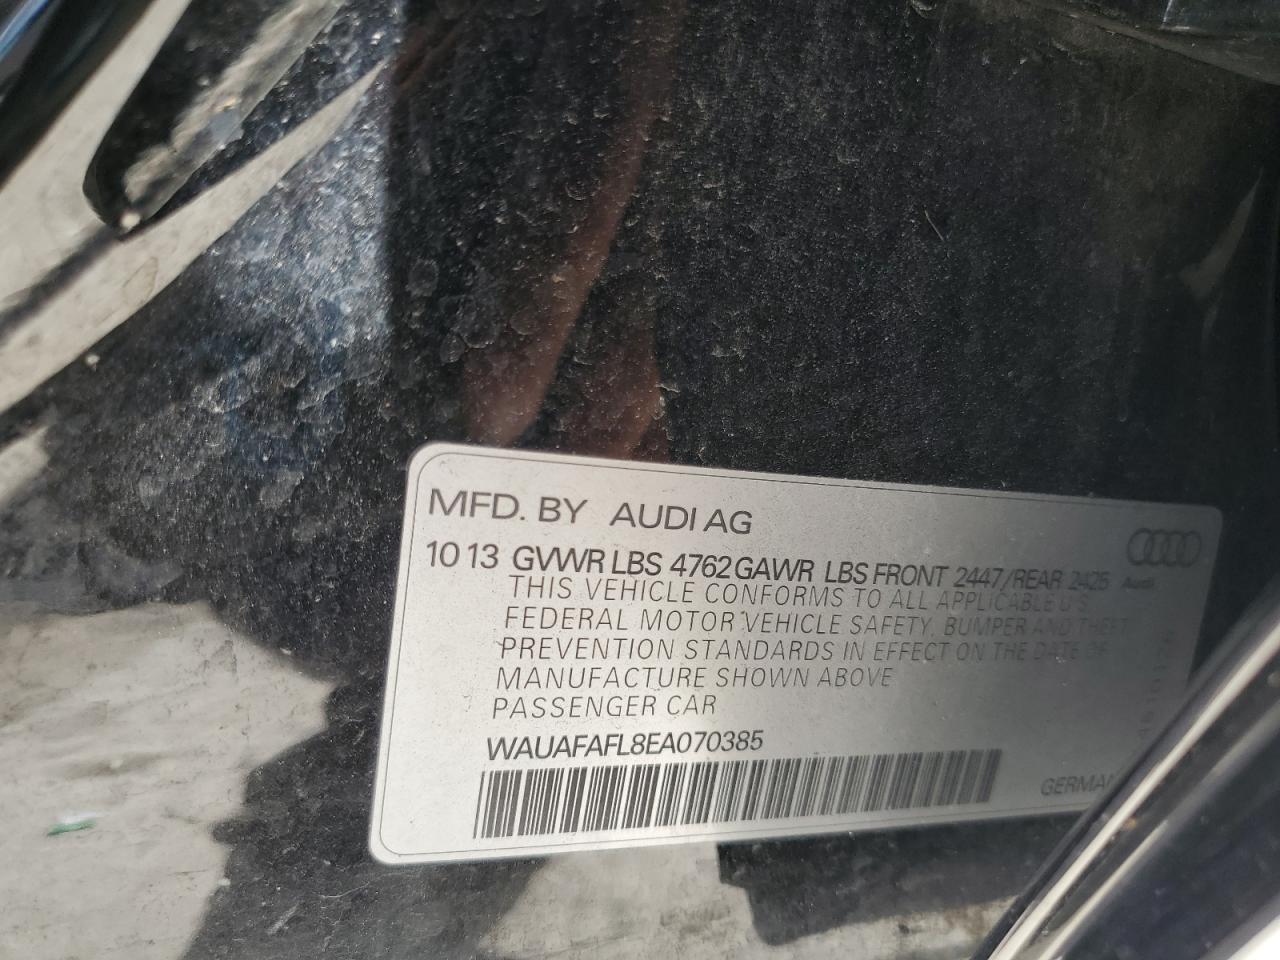 MFD. BY AUDI AG
10 13 GVWR LBS 4762 GAWR LBS FRONT 2447/REAR 2425
Audi
THIS VEHICLE CONFORMS TO ALL APPLICABLE U.S.
FEDERAL MOTOR VEHICLE SAFETY, BUMPER AND THEFT
PREVENTION STANDARDS IN EFFECT ON THE DATE OF
MANUFACTURE SHOWN ABOVE
PASSENGER CAR
WAUAFAFL8EA070385